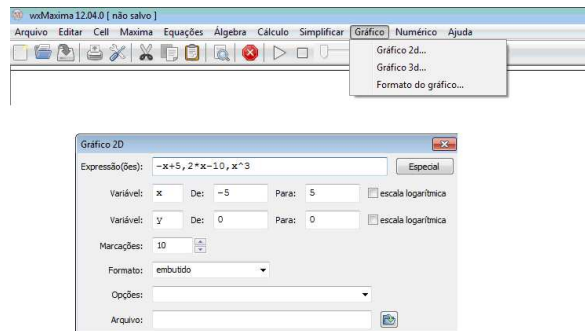 wxMaxima 12.04.0 [ não salvo ]
Arquivo Editar Cell Maxima Equações Álgebra Cálculo Simplificar Gráfico Numérico Ajuda
Gráfico 2d...
Gráfico 3d...
Formato do gráfico...
Gráfico 2D
Expressão(ões): -x+5,2*x-10,x^3 Especial
Variável: x De: -5 Para: 5 escala logarítmica
Variável: y De: 0 Para: 0 escala logarítmica
Marcações: 10
Formato: embutido
Opções:
Arquivo: